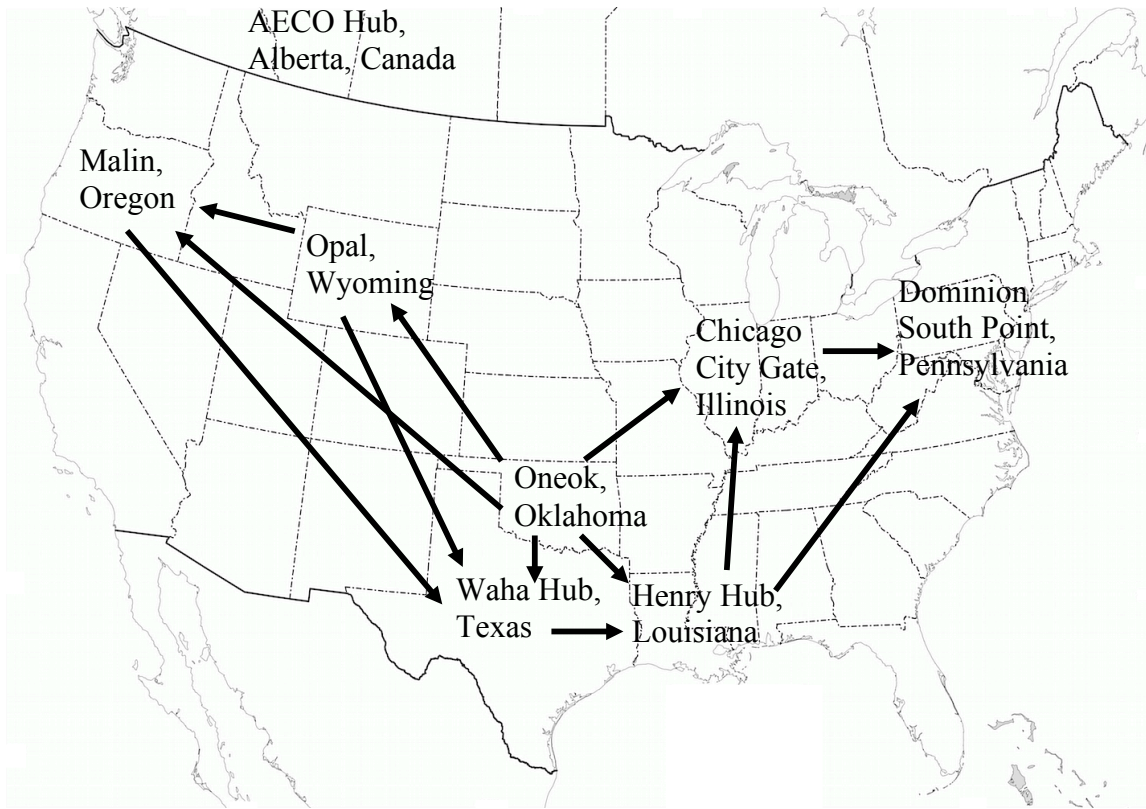 AECO Hub,
Alberta, Canada
Malin,
Oregon
Opal,
Wyoming
Dominion
South Point,
Pennsylvania
Chicago
City Gate,
Illinois
Oneok,
Oklahoma
Waha Hub,
Texas
Henry Hub,
Louisiana